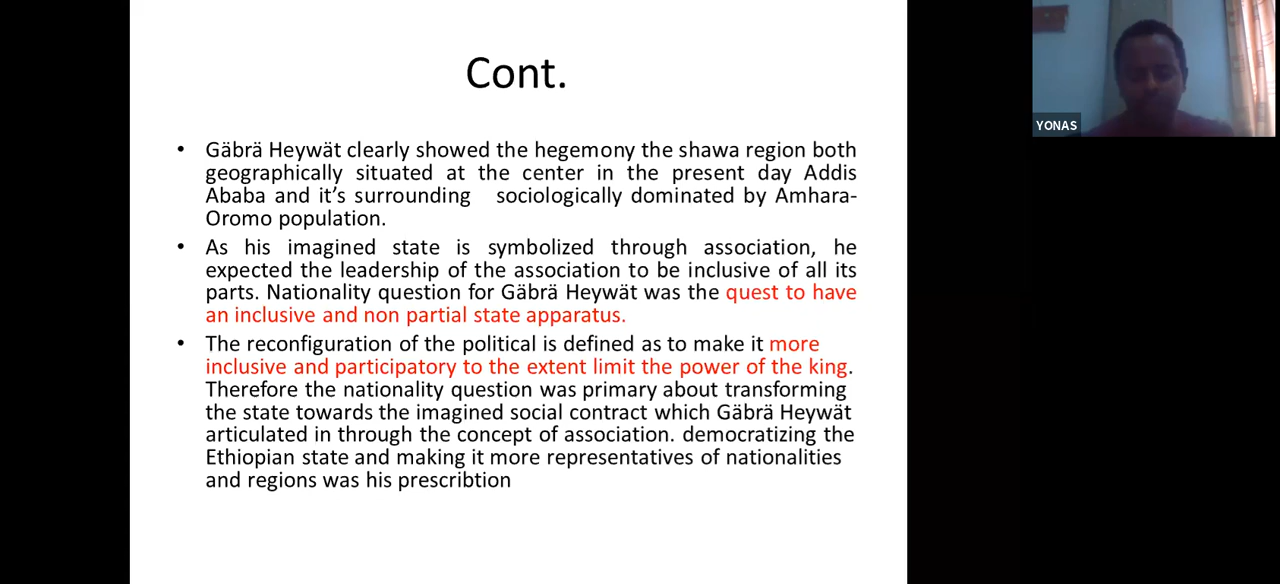 Cont.
• Gäbrä Heywät clearly showed the hegemony the shawa region both
geographically situated at the center in the present day Addis
Ababa and it’s surrounding sociologically dominated by Amhara-
Oromo population.
• As his imagined state is symbolized through association, he
expected the leadership of the association to be inclusive of all its
parts. Nationality question for Gäbrä Heywät was the quest to have
an inclusive and non partial state apparatus.
• The reconfiguration of the political is defined as to make it more
inclusive and participatory to the extent limit the power of the king.
Therefore the nationality question was primary about transforming
the state towards the imagined social contract which Gäbrä Heywät
articulated in through the concept of association. democratizing the
Ethiopian state and making it more representatives of nationalities
and regions was his prescribtion
YONAS